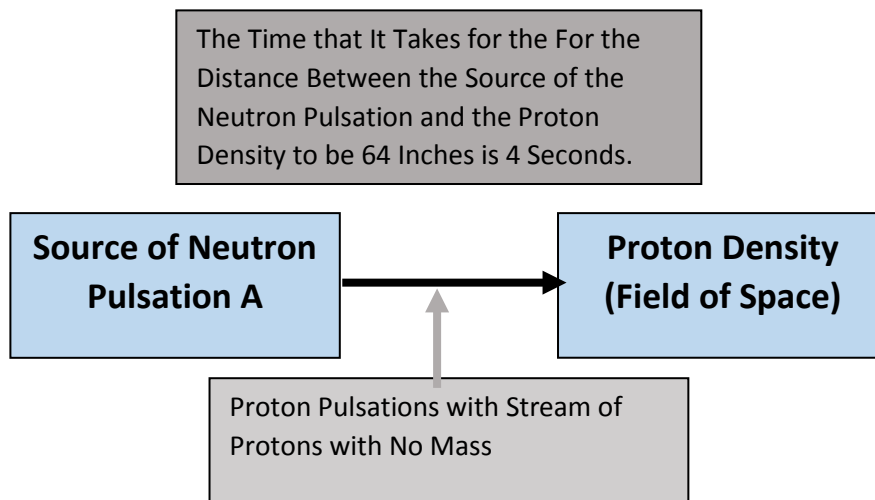 The Time that It Takes for the For the
Distance Between the Source of the
Neutron Pulsation and the Proton
Density to be 64 Inches is 4 Seconds.
Source of Neutron
Pulsation A
Proton Density
(Field of Space)
Proton Pulsations with Stream of
Protons with No Mass